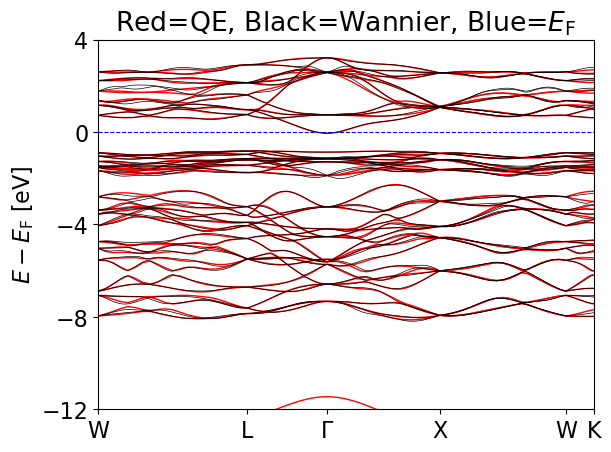 Red=QE, Black=Wannier, Blue=E_F
4
0
−4
−8
−12
E − E_F [eV]
W L Γ X W K